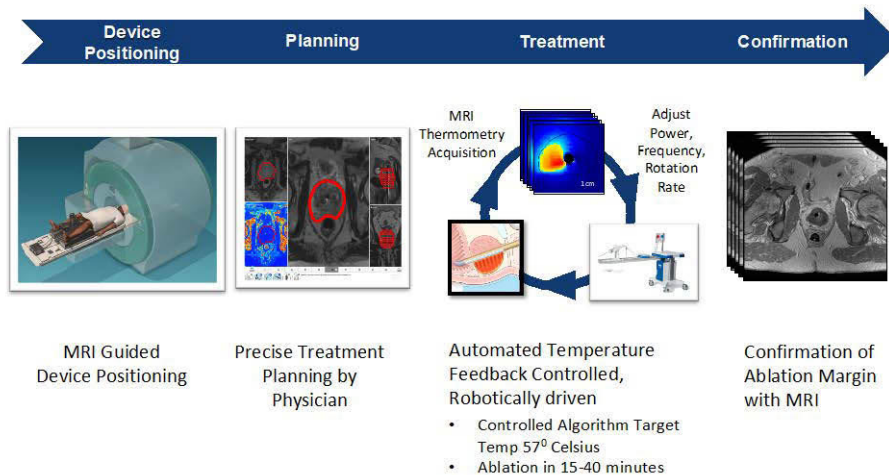 Device
Positioning
Planning
Treatment
Confirmation
MRI
Thermometry
Acquisition
1 cm
Adjust
Power,
Frequency,
Rotation
Rate
MRI Guided
Device Positioning
Precise Treatment
Planning by
Physician
Automated Temperature
Feedback Controlled,
Robotically driven
• Controlled Algorithm Target
Temp 57⁰ Celsius
• Ablation in 15-40 minutes
Confirmation of
Ablation Margin
with MRI